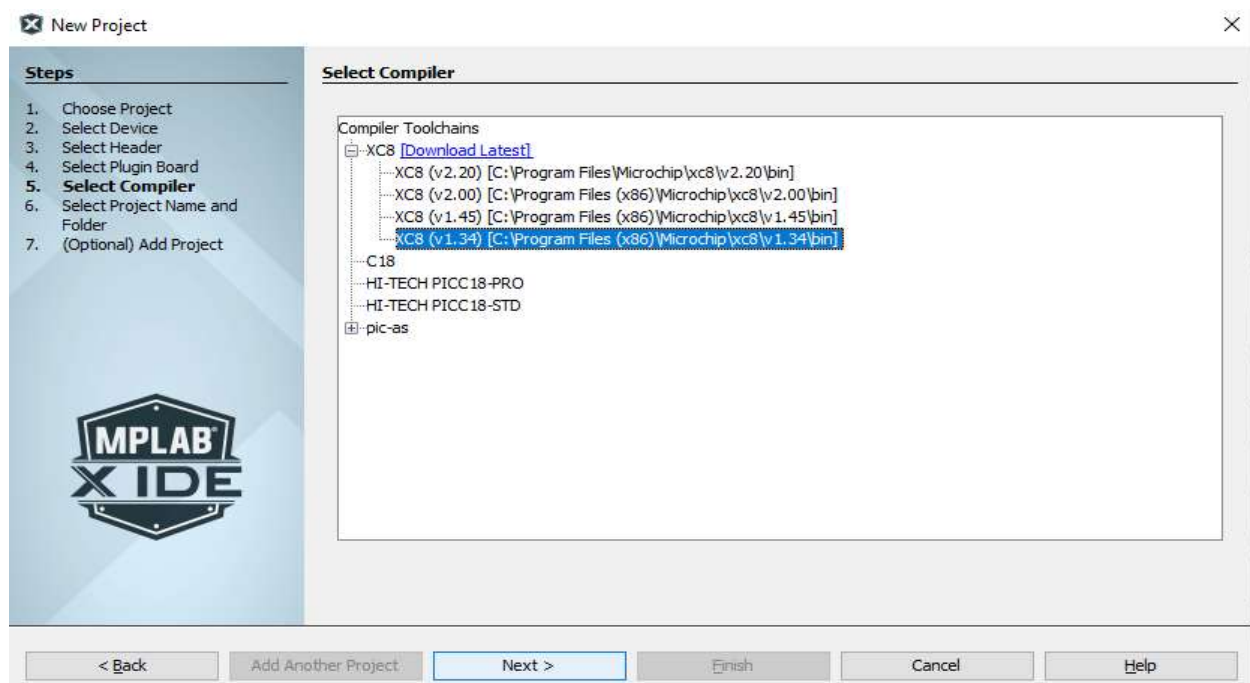 New Project
Steps
1. Choose Project
2. Select Device
3. Select Header
4. Select Plugin Board
5. Select Compiler
6. Select Project Name and
Folder
7. (Optional) Add Project
MPLAB®
X IDE
Select Compiler
Compiler Toolchains
XC8 [Download Latest]
XC8 (v2.20) [C:\Program Files\Microchip\xc8\v2.20\bin]
XC8 (v2.00) [C:\Program Files (x86)\Microchip\xc8\v2.00\bin]
XC8 (v1.45) [C:\Program Files (x86)\Microchip\xc8\v1.45\bin]
XC8 (v1.34) [C:\Program Files (x86)\Microchip\xc8\v1.34\bin]
C18
HI-TECH PICC18-PRO
HI-TECH PICC18-STD
pic-as
< Back Add Another Project Next > Finish Cancel Help